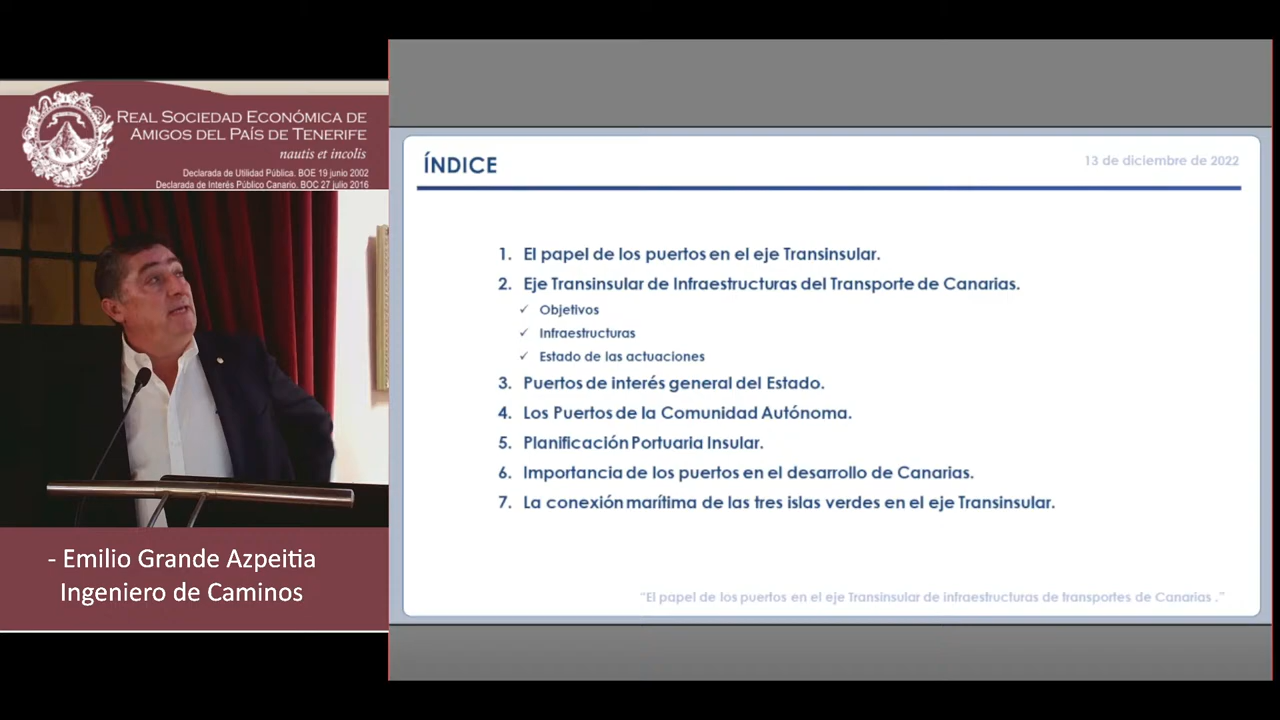 REAL SOCIEDAD ECONÓMICA DE
AMIGOS DEL PAÍS DE TENERIFE
nautis et incolis
Declarada de Utilidad Pública. BOE 19 junio 2002
Declarada de Interés Público Canario. BOC 27 julio 2016
- Emilio Grande Azpeitia
Ingeniero de Caminos
ÍNDICE
13 de diciembre de 2022
1. El papel de los puertos en el eje Transinsular.
2. Eje Transinsular de Infraestructuras del Transporte de Canarias.
✓ Objetivos
✓ Infraestructuras
✓ Estado de las actuaciones
3. Puertos de interés general del Estado.
4. Los Puertos de la Comunidad Autónoma.
5. Planificación Portuaria Insular.
6. Importancia de los puertos en el desarrollo de Canarias.
7. La conexión marítima de las tres islas verdes en el eje Transinsular.
“El papel de los puertos en el eje Transinsular de infraestructuras de transportes de Canarias .”